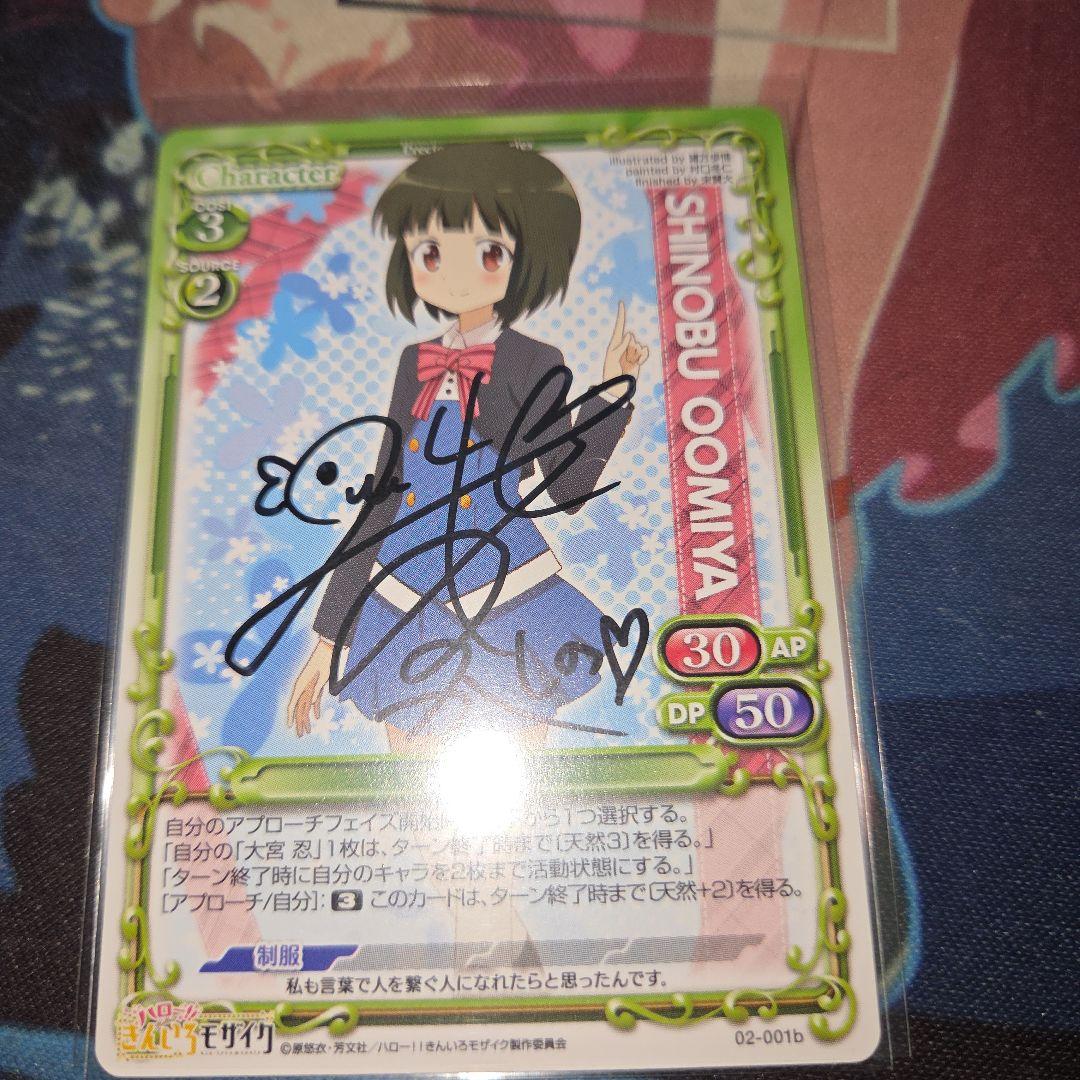 Character
illustrated by
painted by
finished by
COST
3
SOURCE
2
SHINOBU OOMIYA
しの♡
30 AP
DP 50
自分のアプローチフェイズ開始 から1つ選択する。
「自分の「大宮 忍」1枚は、ターン終了時まで〔天然3〕を得る。」
「ターン終了時に自分のキャラを2枚まで活動状態にする。」
[アプローチ/自分]: 3 このカードは、ターン終了時まで〔天然+2〕を得る。
制服
私も言葉で人を繋ぐ人になれたらと思ったんです。
ハロー!!
きんいろモザイク
©原悠衣・芳文社/ハロー!!きんいろモザイク製作委員会
02-001b